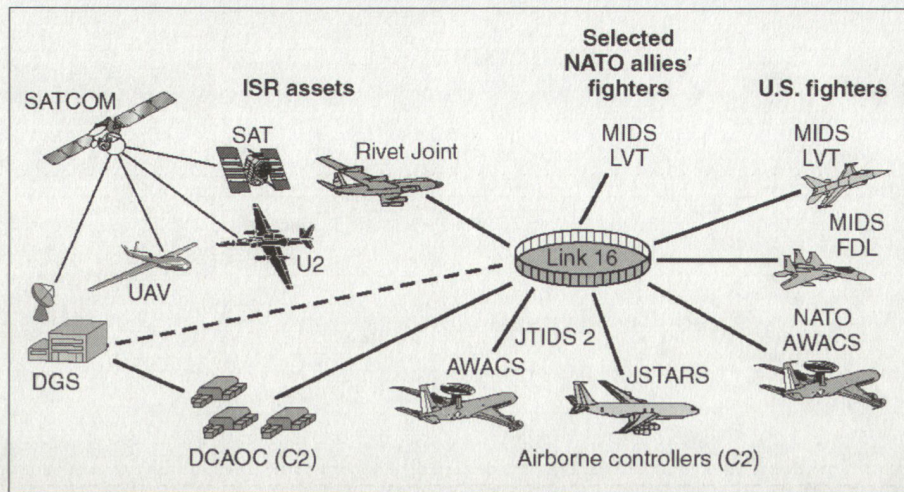 SATCOM
ISR assets
SAT
Rivet Joint
UAV
U2
DGS
DCAOC (C2)
Selected
NATO allies'
fighters
MIDS
LVT
U.S. fighters
MIDS
LVT
MIDS
FDL
Link 16
JTIDS 2
AWACS
JSTARS
NATO
AWACS
Airborne controllers (C2)